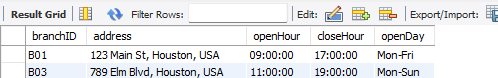 Result Grid Filter Rows: Edit: Export/Import:
branchID address openHour closeHour openDay
B01 123 Main St, Houston, USA 09:00:00 17:00:00 Mon-Fri
B03 789 Elm Blvd, Houston, USA 11:00:00 19:00:00 Mon-Sun